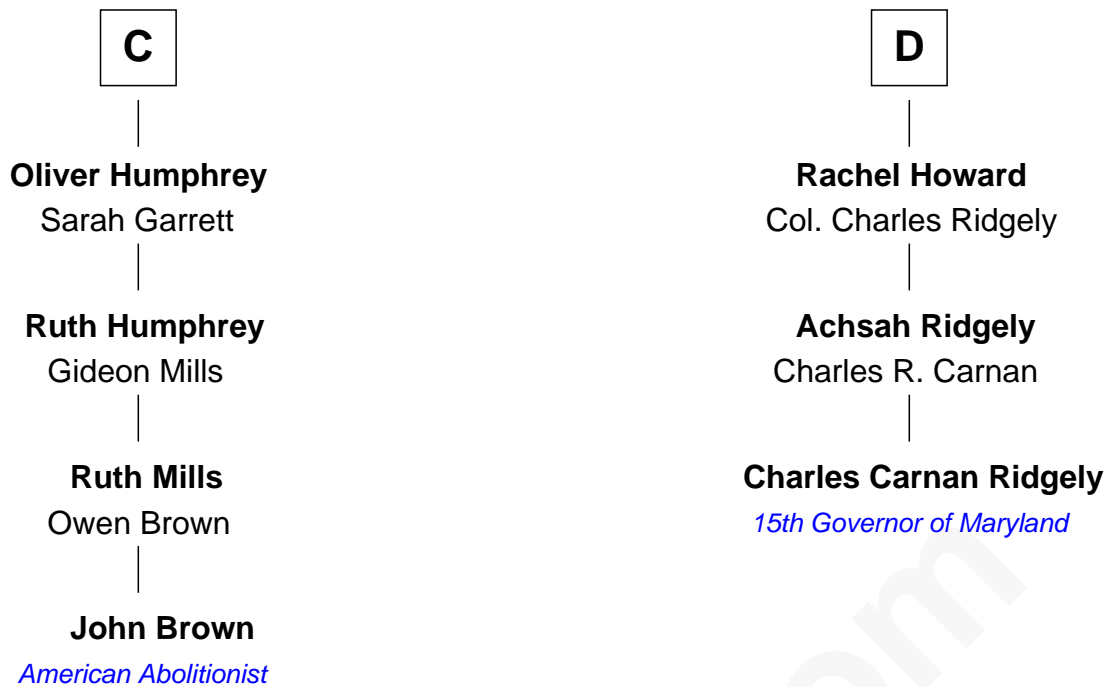 C
Oliver Humphrey
Sarah Garrett
Ruth Humphrey
Gideon Mills
Ruth Mills
Owen Brown
John Brown
American Abolitionist
D
Rachel Howard
Col. Charles Ridgely
Achsah Ridgely
Charles R. Carnan
Charles Carnan Ridgely
15th Governor of Maryland
om